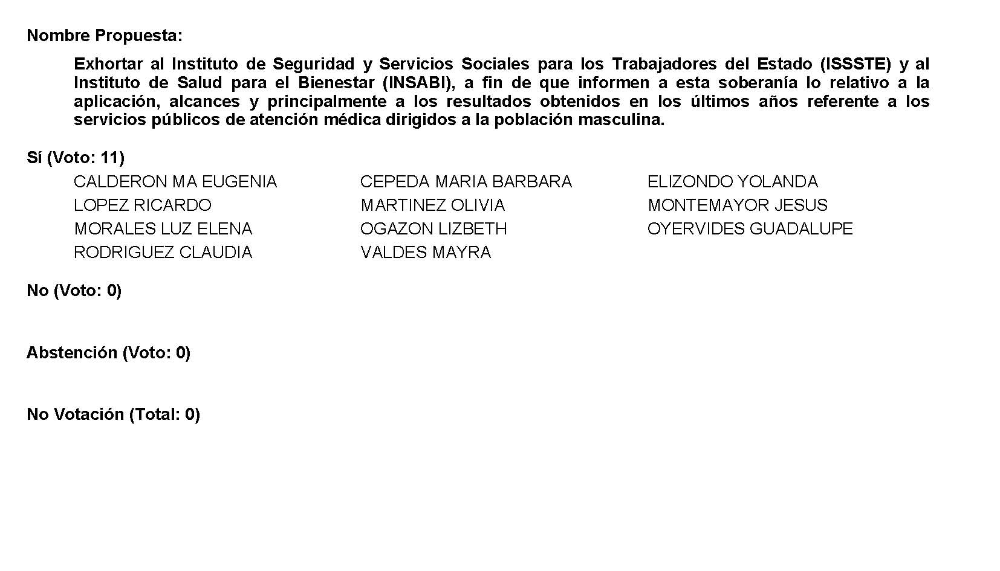 Nombre Propuesta:
Exhortar al Instituto de Seguridad y Servicios Sociales para los Trabajadores del Estado (ISSSTE) y al
Instituto de Salud para el Bienestar (INSABI), a fin de que informen a esta soberanía lo relativo a la
aplicación, alcances y principalmente a los resultados obtenidos en los últimos años referente a los
servicios públicos de atención médica dirigidos a la población masculina.
Sí (Voto: 11)
CALDERON MA EUGENIA CEPEDA MARIA BARBARA ELIZONDO YOLANDA
LOPEZ RICARDO MARTINEZ OLIVIA MONTEMAYOR JESUS
MORALES LUZ ELENA OGAZON LIZBETH OYERVIDES GUADALUPE
RODRIGUEZ CLAUDIA VALDES MAYRA
No (Voto: 0)
Abstención (Voto: 0)
No Votación (Total: 0)